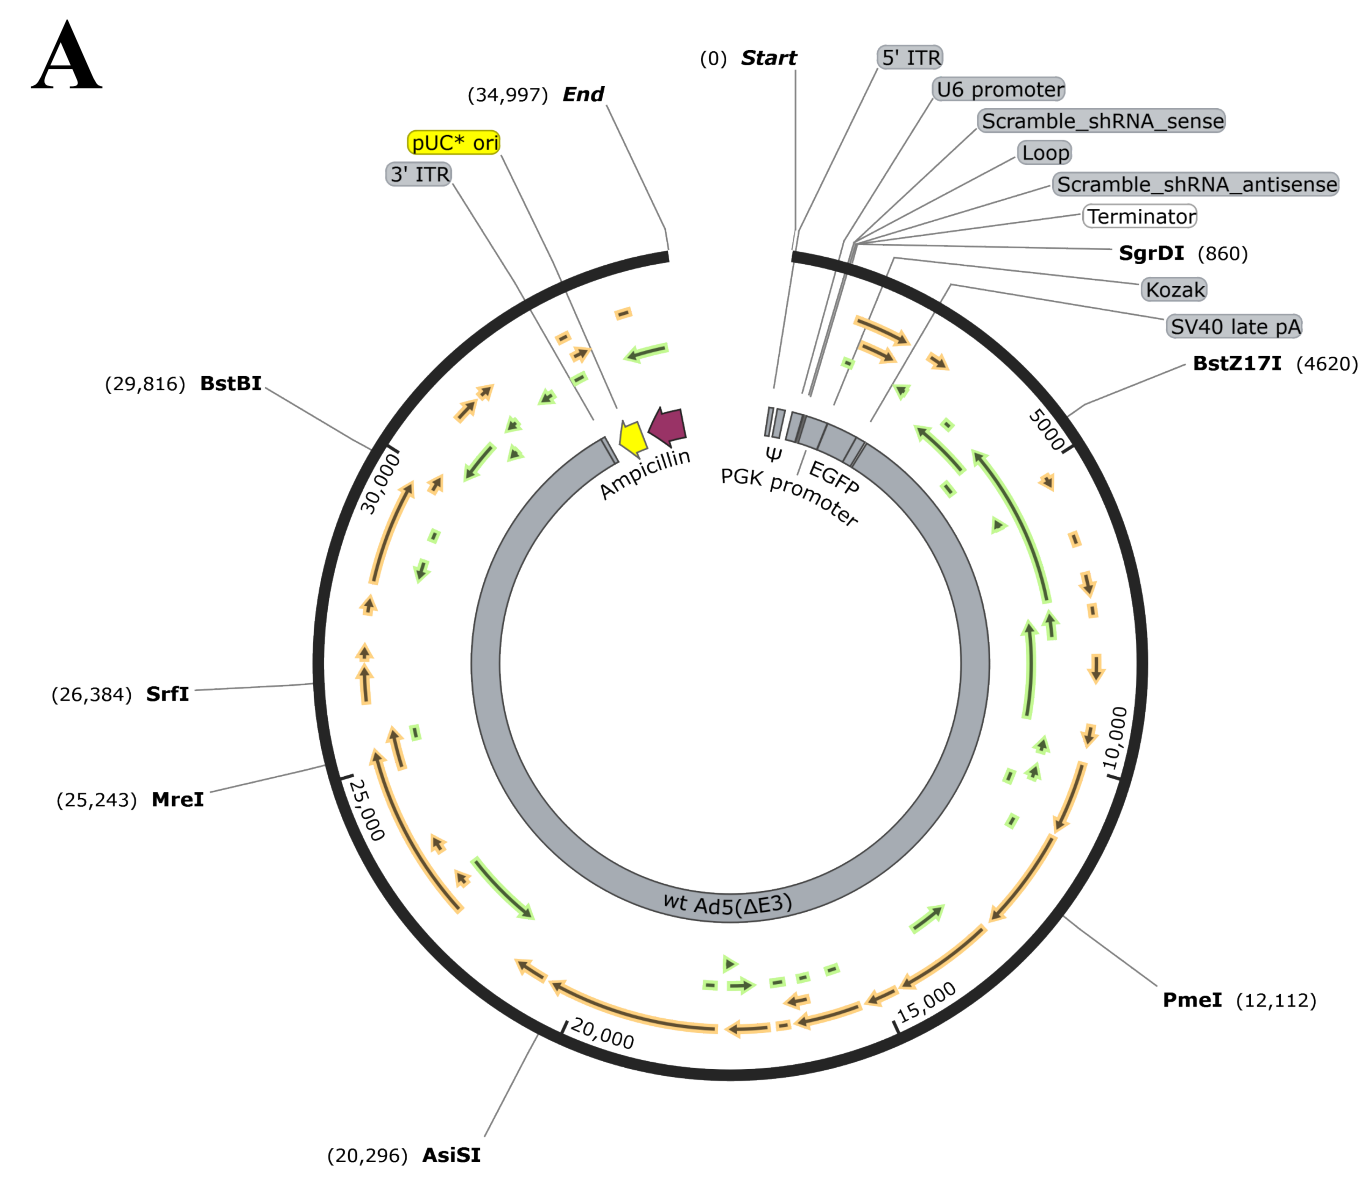 A
(0) Start
5' ITR
(34,997) End
U6 promoter
Scramble_shRNA_sense
pUC* ori
Loop
3' ITR
Scramble_shRNA_antisense
Terminator
SgrDI (860)
Kozak
SV40 late pA
BstZ17I (4620)
(29,816) BstBI
5000
30,000
Ampicillin
Ψ
PGK promoter
EGFP
(26,384) SrfI
10,000
(25,243) MreI
25,000
wt Ad5(ΔE3)
PmeI (12,112)
15,000
20,000
(20,296) AsiSI